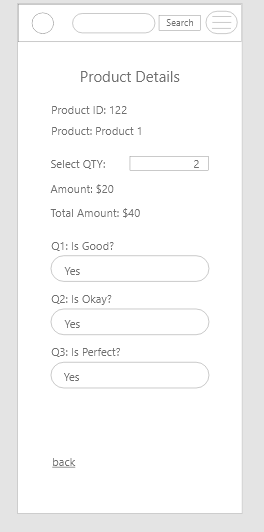 Search
Product Details
Product ID: 122
Product: Product 1
Select QTY: 2
Amount: $20
Total Amount: $40
Q1: Is Good?
Yes
Q2: Is Okay?
Yes
Q3: Is Perfect?
Yes
back